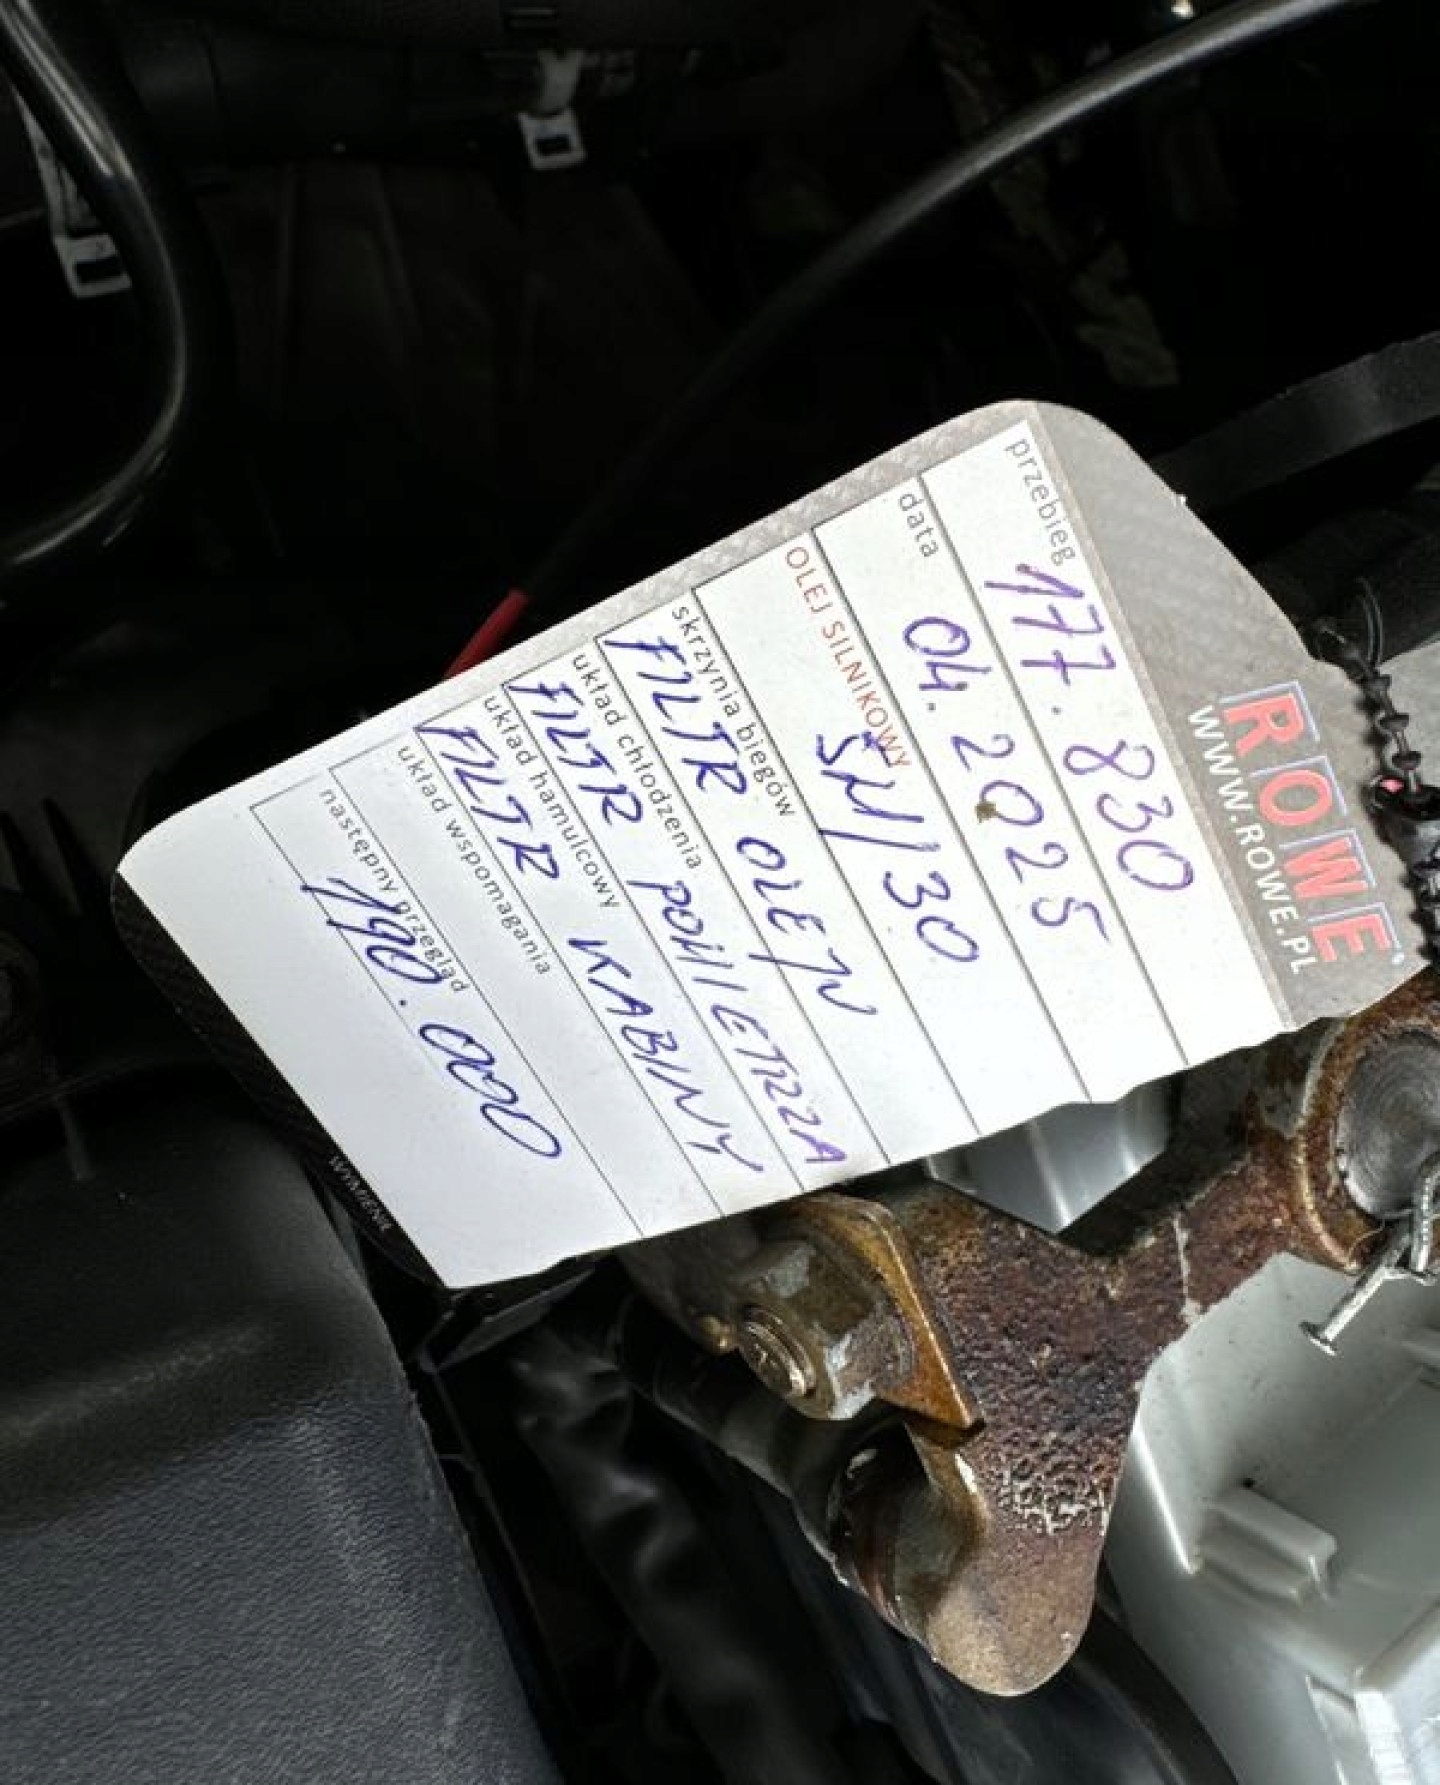 ROWE
WWW.ROWE.PL
przebieg 177.830
data 04.2025
OLEJ SILNIKOWY 5W/30
skrzynia biegów
FILTR OLEJU
układ chłodzenia
FILTR POWIETRZA
układ hamulcowy
FILTR KABINY
układ wspomagania
następny przegląd
190.000